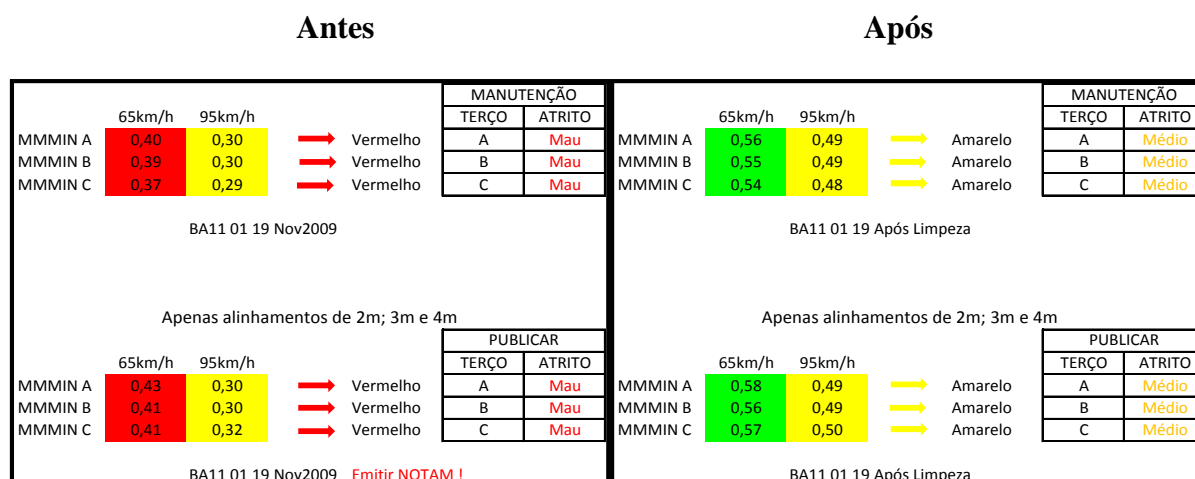 Antes
Após
MANUTENÇÃO
65km/h 95km/h TERÇO ATRITO
MMMIN A 0,40 0,30 Vermelho A Mau
MMMIN B 0,39 0,30 Vermelho B Mau
MMMIN C 0,37 0,29 Vermelho C Mau
BA11 01 19 Nov2009
Apenas alinhamentos de 2m; 3m e 4m
PUBLICAR
65km/h 95km/h TERÇO ATRITO
MMMIN A 0,43 0,30 Vermelho A Mau
MMMIN B 0,41 0,30 Vermelho B Mau
MMMIN C 0,41 0,32 Vermelho C Mau
BA11 01 19 Nov2009 Emitir NOTAM !
MANUTENÇÃO
65km/h 95km/h TERÇO ATRITO
MMMIN A 0,56 0,49 Amarelo A Médio
MMMIN B 0,55 0,49 Amarelo B Médio
MMMIN C 0,54 0,48 Amarelo C Médio
BA11 01 19 Após Limpeza
Apenas alinhamentos de 2m; 3m e 4m
PUBLICAR
65km/h 95km/h TERÇO ATRITO
MMMIN A 0,58 0,49 Amarelo A Médio
MMMIN B 0,56 0,49 Amarelo B Médio
MMMIN C 0,57 0,50 Amarelo C Médio
BA11 01 19 Após Limpeza